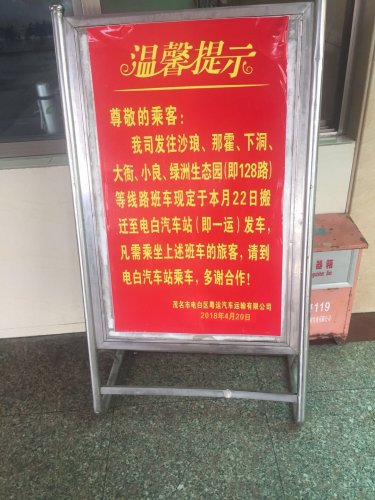 温馨提示
尊敬的乘客：
我司发往沙琅、那霍、下洞、
大衙、小良、绿洲生态园(即128路)
等线路班车现定于本月22日搬
迁至电白汽车站（即一运）发车，
凡需乘坐上述班车的旅客，请到
电白汽车站乘车，多谢合作！
茂名市电白区粤运汽车运输有限公司
2018年4月20日
器箱
119